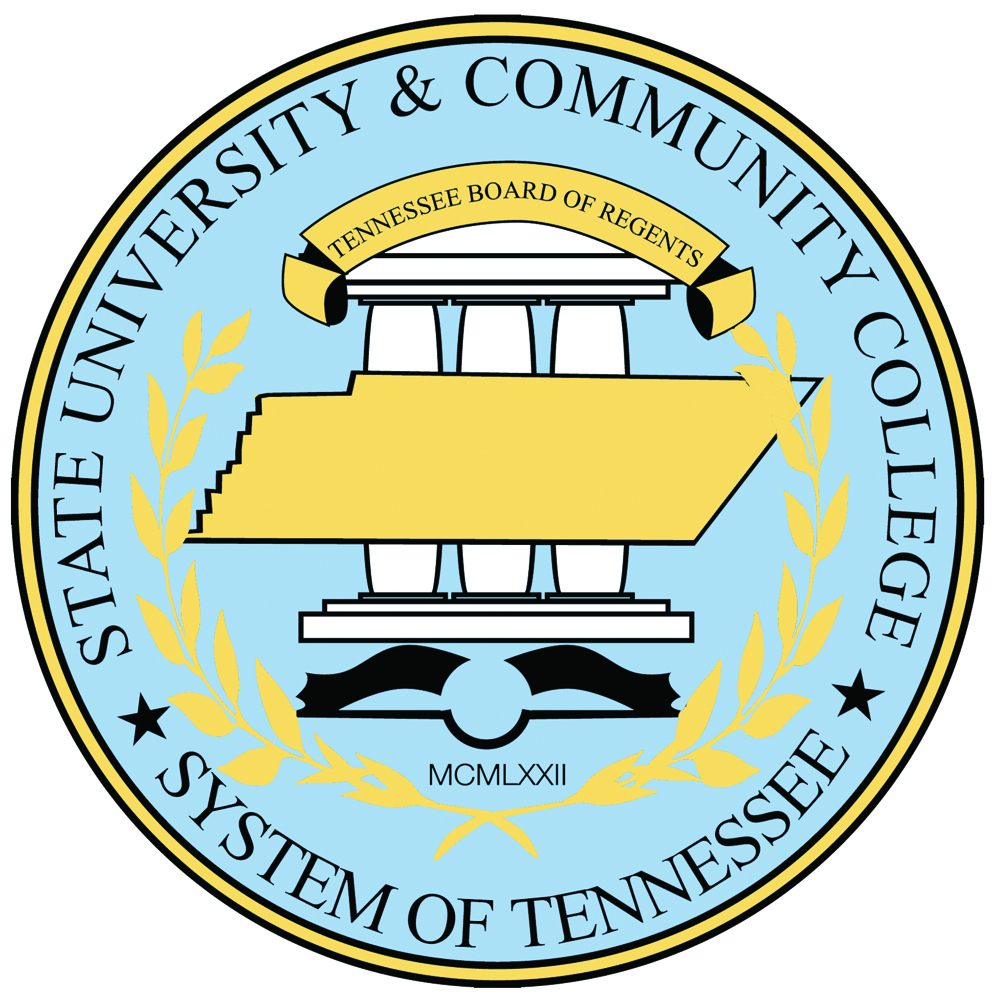 STATE UNIVERSITY & COMMUNITY COLLEGE
TENNESSEE BOARD OF REGENTS
MCMLXXII
SYSTEM OF TENNESSEE